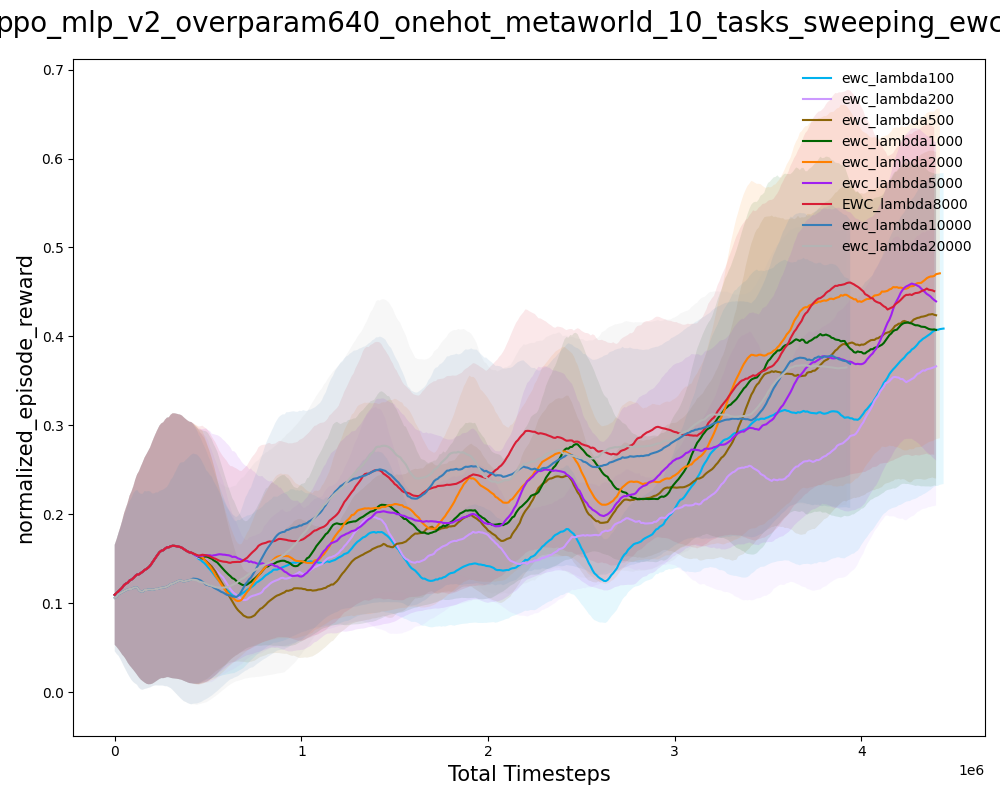 ppo_mlp_v2_overparam640_onehot_metaworld_10_tasks_sweeping_ewc
0.7
0.6
0.5
0.4
0.3
0.2
0.1
0.0
normalized_episode_reward
ewc_lambda100
ewc_lambda200
ewc_lambda500
ewc_lambda1000
ewc_lambda2000
ewc_lambda5000
EWC_lambda8000
ewc_lambda10000
ewc_lambda20000
0 1 2 3 4
1e6
Total Timesteps